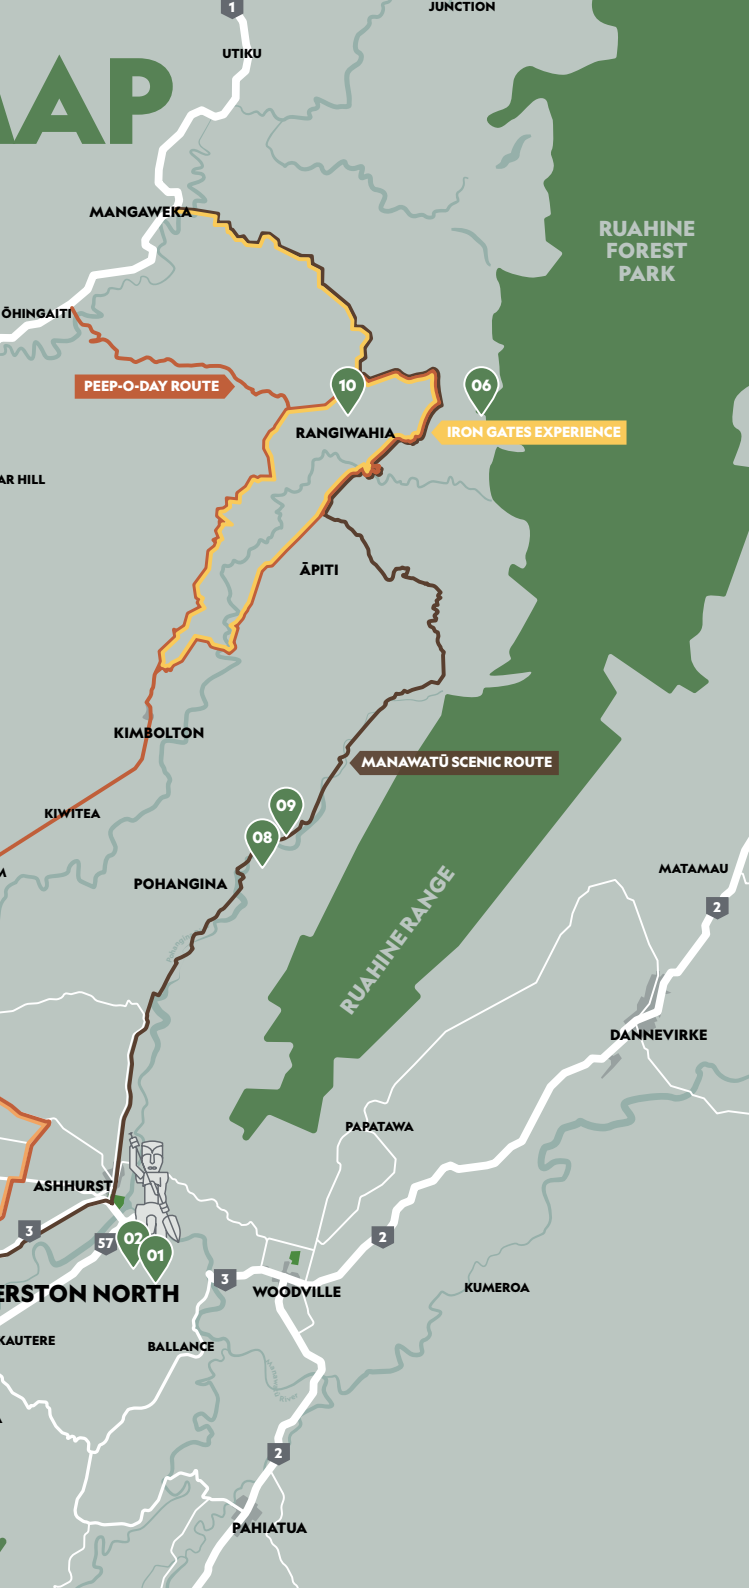 JUNCTION
1
UTIKU
MAP
MANGAWEKA
RUAHINE
FOREST
PARK
ŌHINGAITI
PEEP-O-DAY ROUTE
10
06
RANGIWAHIA
IRON GATES EXPERIENCE
AR HILL
ĀPITI
KIMBOLTON
MANAWATŪ SCENIC ROUTE
09
KIWITEA
08
M
POHANGINA
MATAMAU
2
RUAHINE RANGE
DANNEVIRKE
PAPATAWA
ASHHURST
3
57
02
01
2
3
ERSTON NORTH
WOODVILLE
KUMEROA
KAUTERE
BALLANCE
2
PAHIATUA